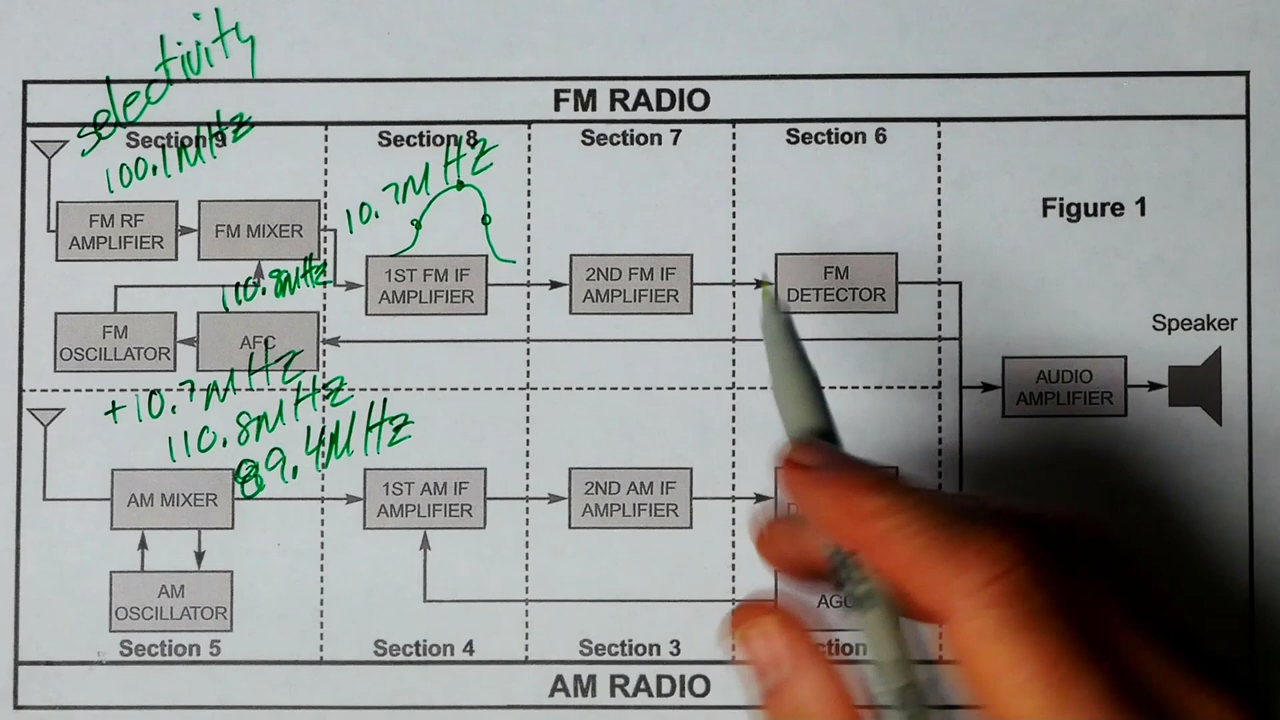 selectivity
FM RADIO
Section 9
Section 8
Section 7
Section 6
100.1MHz
10.7MHz
Figure 1
FM RF
AMPLIFIER
FM MIXER
110.8MHz
1ST FM IF
AMPLIFIER
2ND FM IF
AMPLIFIER
FM
DETECTOR
FM
OSCILLATOR
AFC
Speaker
AUDIO
AMPLIFIER
+10.7MHz
110.8MHz
89.4MHz
AM MIXER
1ST AM IF
AMPLIFIER
2ND AM IF
AMPLIFIER
AM
OSCILLATOR
Section 5
Section 4
Section 3
AM RADIO